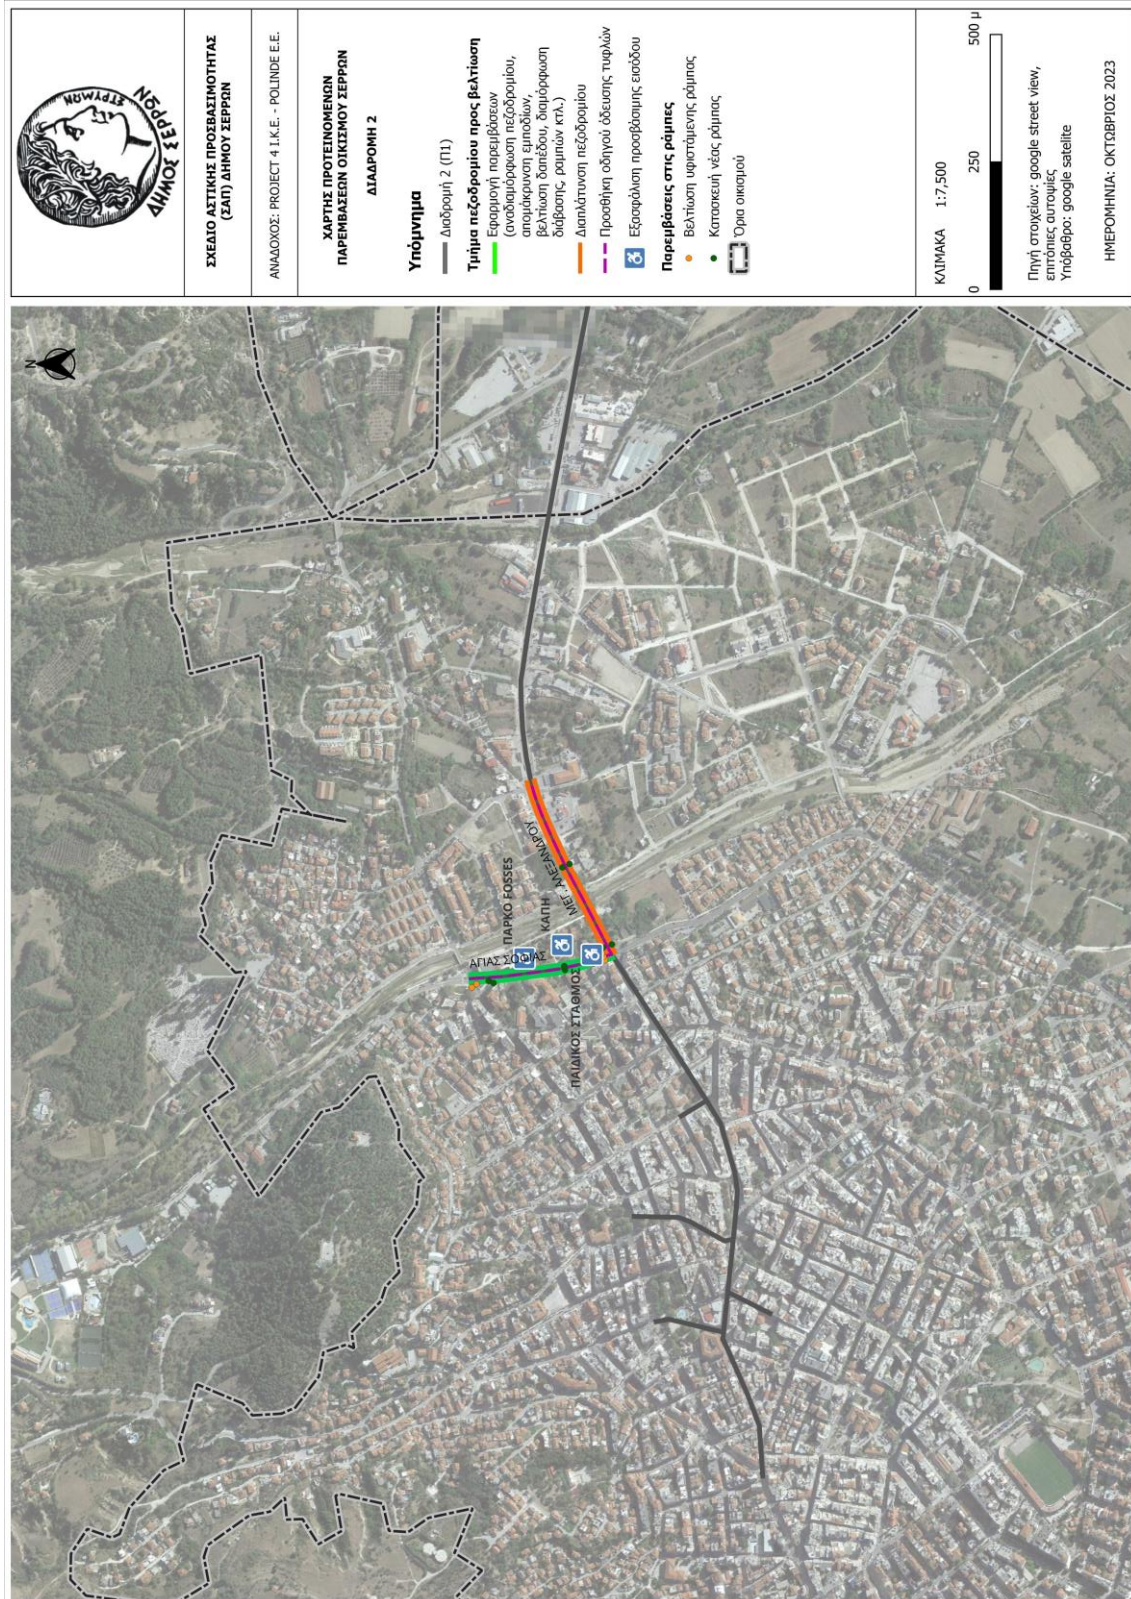 ΔΗΜΟΣ ΣΕΡΡΩΝ
ΣΤΡΥΜΩΝ
ΣΧΕΔΙΟ ΑΣΤΙΚΗΣ ΠΡΟΣΒΑΣΙΜΟΤΗΤΑΣ
(ΣΑΠ) ΔΗΜΟΥ ΣΕΡΡΩΝ
ΑΝΑΔΟΧΟΣ: PROJECT 4 Ι.Κ.Ε. - POLINDE Ε.Ε.
ΧΑΡΤΗΣ ΠΡΟΤΕΙΝΟΜΕΝΩΝ
ΠΑΡΕΜΒΑΣΕΩΝ ΟΙΚΙΣΜΟΥ ΣΕΡΡΩΝ
ΔΙΑΔΡΟΜΗ 2
Υπόμνημα
Διαδρομή 2 (Π1)
Τμήμα πεζοδρομίου προς βελτίωση
Εφαρμογή παρεμβάσεων
(αναδιαμόρφωση πεζοδρομίου,
απομάκρυνση εμποδίων,
βελτίωση δαπέδου, διαμόρφωση
διάβασης, ραμπών κτλ.)
Διαπλάτυνση πεζοδρομίου
Προσθήκη οδηγού όδευσης τυφλών
Εξασφάλιση προσβάσιμης εισόδου
Παρεμβάσεις στις ράμπες
Βελτίωση υφιστάμενης ράμπας
Κατασκευή νέας ράμπας
Όρια οικισμού
ΚΛΙΜΑΚΑ 1:7,500
0 250 500 μ
Πηγή στοιχείων: google street view,
επιτόπιες αυτοψίες
Υπόβαθρο: google satelite
ΗΜΕΡΟΜΗΝΙΑ: ΟΚΤΩΒΡΙΟΣ 2023
N
ΑΓΙΑΣ ΣΟΦΙΑΣ
ΠΑΡΚΟ FOSSES
ΚΑΠΗ
ΜΕΓ. ΑΛΕΞΑΝΔΡΟΥ
ΠΑΙΔΙΚΟΣ ΣΤΑΘΜΟΣ